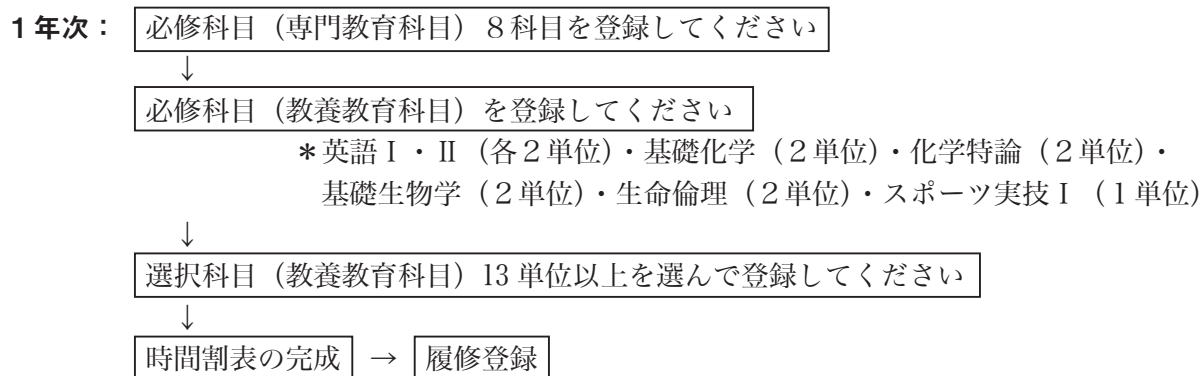 １年次： 必修科目（専門教育科目）８科目を登録してください
↓
必修科目（教養教育科目）を登録してください
＊英語Ⅰ・Ⅱ（各２単位）・基礎化学（２単位）・化学特論（２単位）・
基礎生物学（２単位）・生命倫理（２単位）・スポーツ実技Ⅰ（１単位）
↓
選択科目（教養教育科目）13単位以上を選んで登録してください
↓
時間割表の完成 → 履修登録